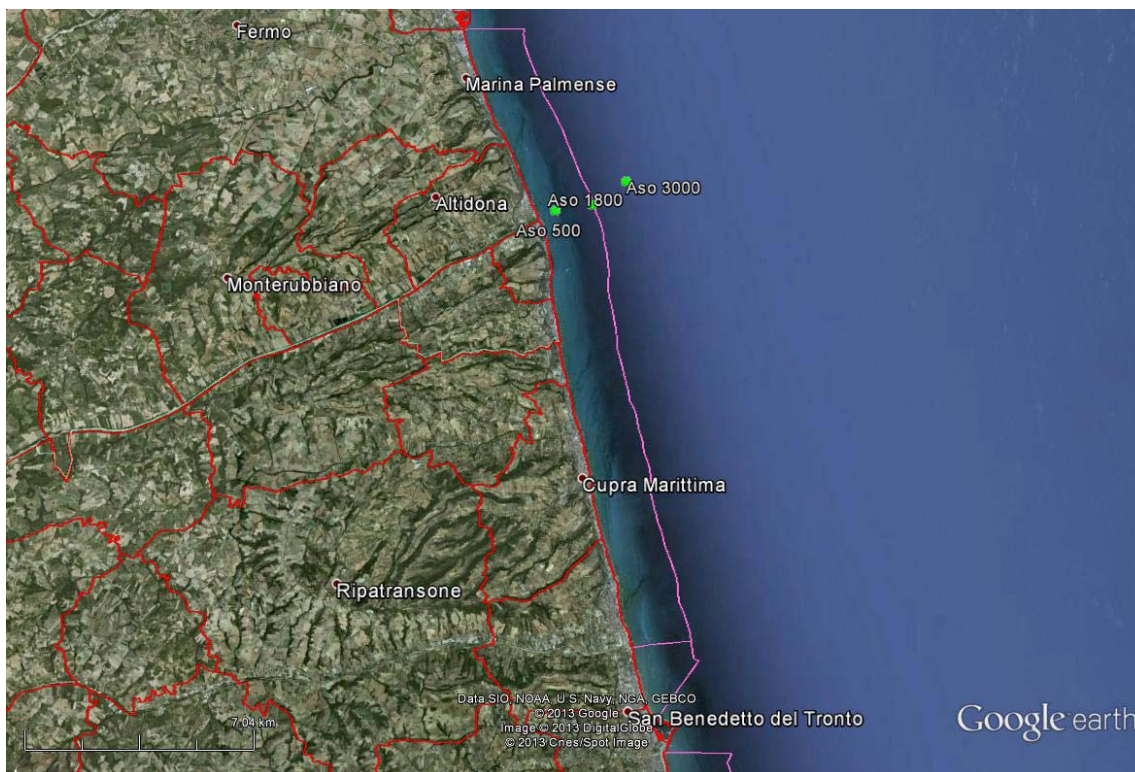 Fermo
Marina Palmense
Aso 3000
Aso 1800
Altidona
Aso 500
Monterubbiano
Cupra Marittima
Ripatransone
Data SIO, NOAA, U.S. Navy, NGA, GEBCO
© 2013 Google
Image © 2013 DigitalGlobe
© 2013 Cnes/Spot Image
San Benedetto del Tronto
7.04 km
Google earth